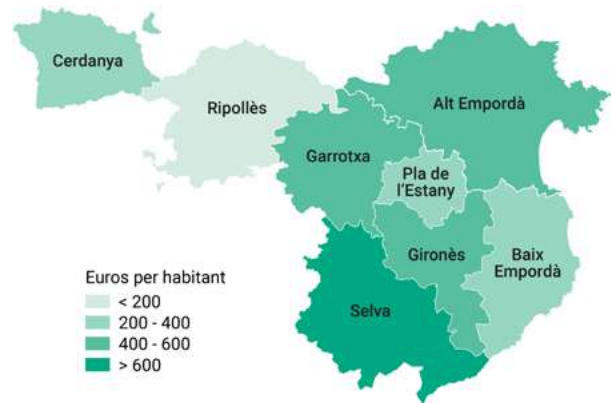 Cerdanya
Ripollès
Alt Empordà
Garrotxa
Pla de
l'Estany
Gironès
Baix
Empordà
Selva
Euros per habitant
< 200
200 - 400
400 - 600
> 600